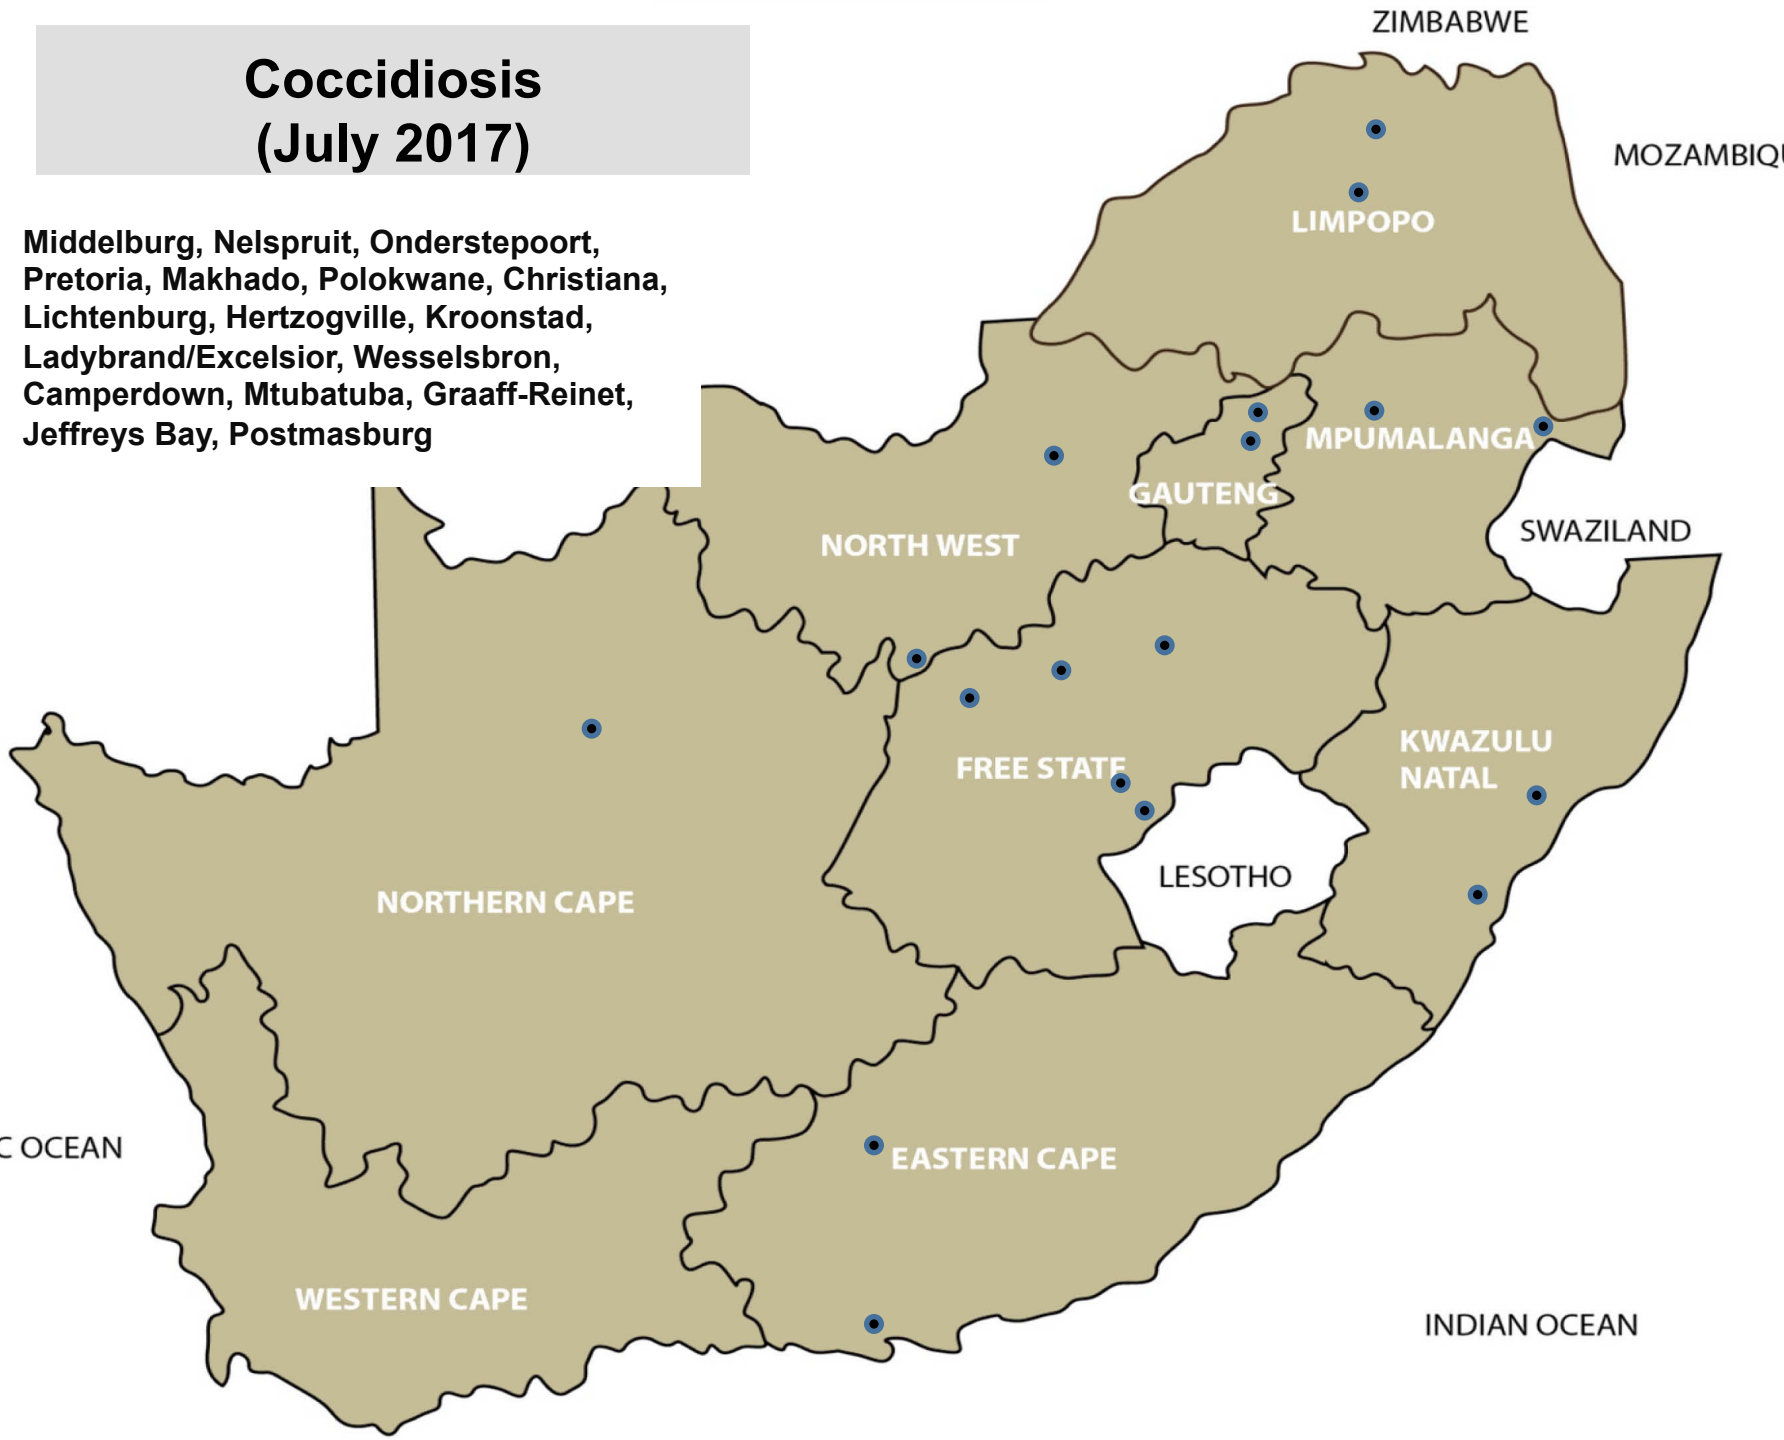 Coccidiosis
(July 2017)
Middelburg, Nelspruit, Onderstepoort,
Pretoria, Makhado, Polokwane, Christiana,
Lichtenburg, Hertzogville, Kroonstad,
Ladybrand/Excelsior, Wesselsbron,
Camperdown, Mtubatuba, Graaff-Reinet,
Jeffreys Bay, Postmasburg
ZIMBABWE
MOZAMBIQU
LIMPOPO
MPUMALANGA
GAUTENG
NORTH WEST
SWAZILAND
FREE STATE
KWAZULU
NATAL
LESOTHO
NORTHERN CAPE
C OCEAN
EASTERN CAPE
WESTERN CAPE
INDIAN OCEAN